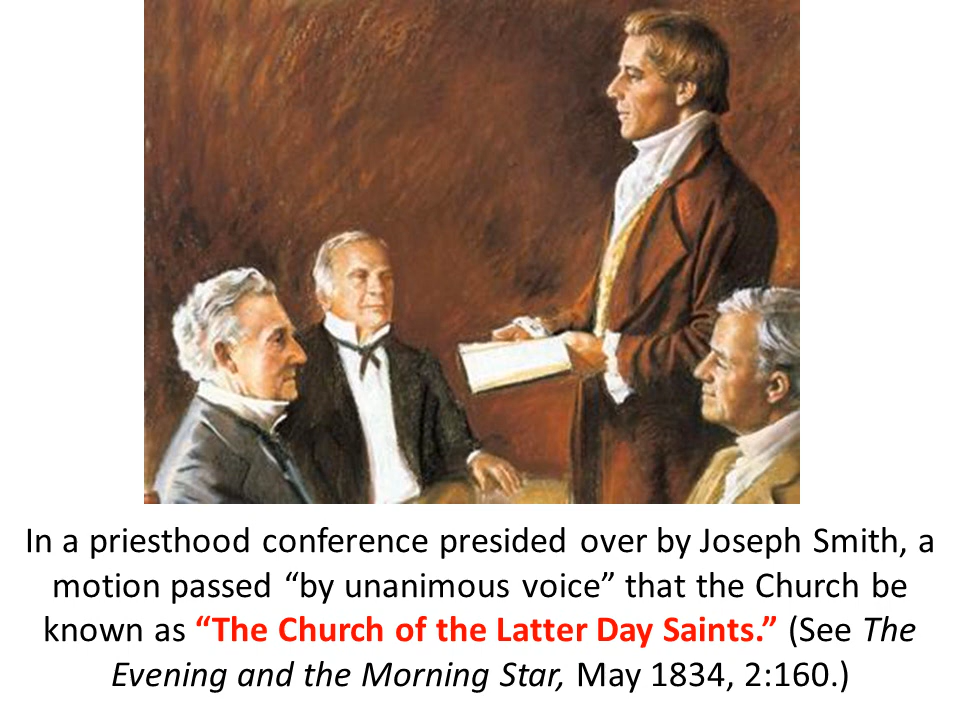 In a priesthood conference presided over by Joseph Smith, a
motion passed “by unanimous voice” that the Church be
known as “The Church of the Latter Day Saints.” (See The
Evening and the Morning Star, May 1834, 2:160.)